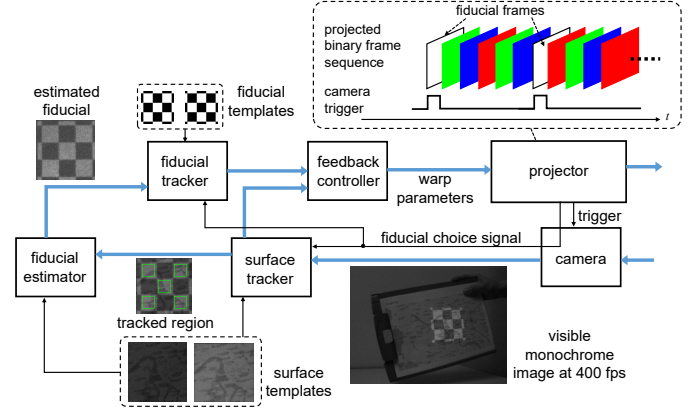 fiducial frames
projected
binary frame
sequence
camera
trigger
t
estimated
fiducial
fiducial
templates
fiducial
tracker
feedback
controller
warp
parameters
projector
trigger
fiducial choice signal
fiducial
estimator
surface
tracker
camera
tracked region
surface
templates
visible
monochrome
image at 400 fps